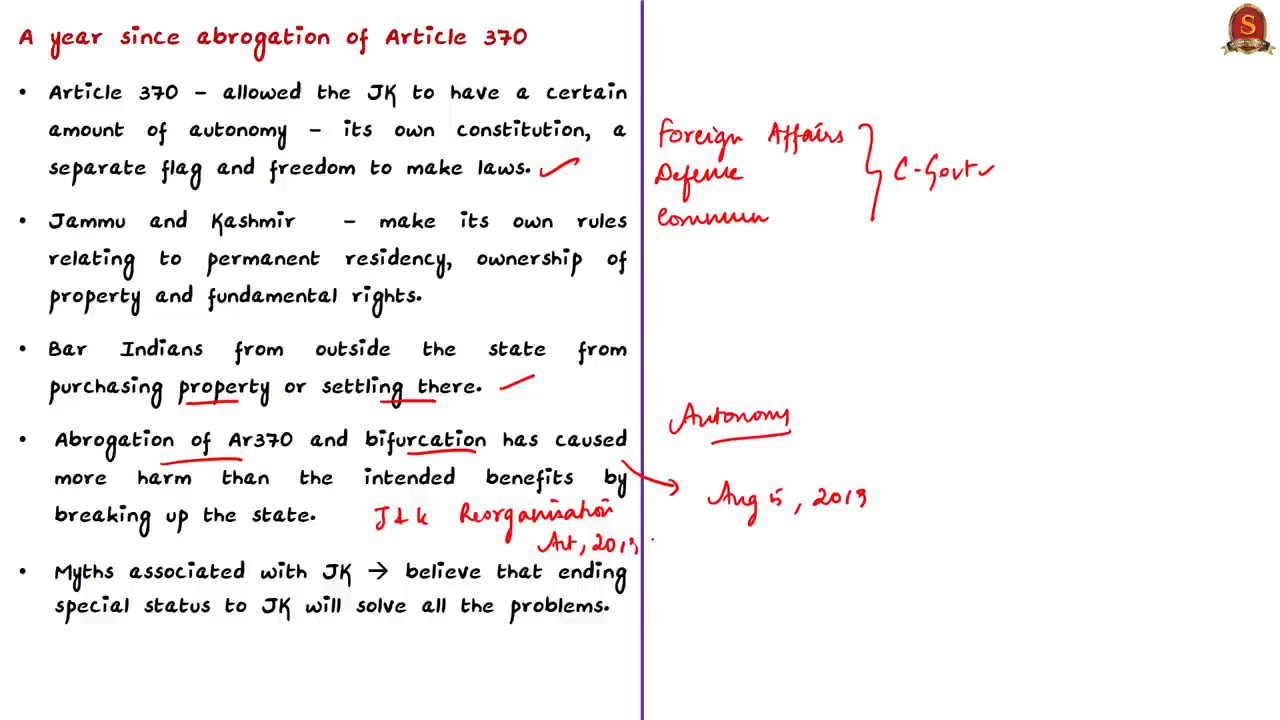 A year since abrogation of Article 370
• Article 370 – allowed the JK to have a certain
amount of autonomy – its own constitution, a
separate flag and freedom to make laws.
• Jammu and Kashmir – make its own rules
relating to permanent residency, ownership of
property and fundamental rights.
• Bar Indians from outside the state from
purchasing property or settling there.
• Abrogation of Ar370 and bifurcation has caused
more harm than the intended benefits by
breaking up the state.
J & K Reorganisation
Act, 2019
• Myths associated with JK → believe that ending
special status to JK will solve all the problems.
Foreign Affairs
Defence
Commun
C-Govt
Autonomy
Aug 5, 2019
S